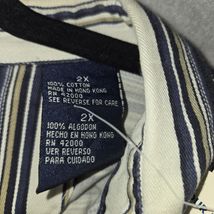 2X
100% COTTON
MADE IN HONG KONG
RN 42000
SEE REVERSE FOR CARE
2X
100% ALGODON
HECHO EN HONG KONG
RN 42000
VER REVERSO
PARA CUIDADO